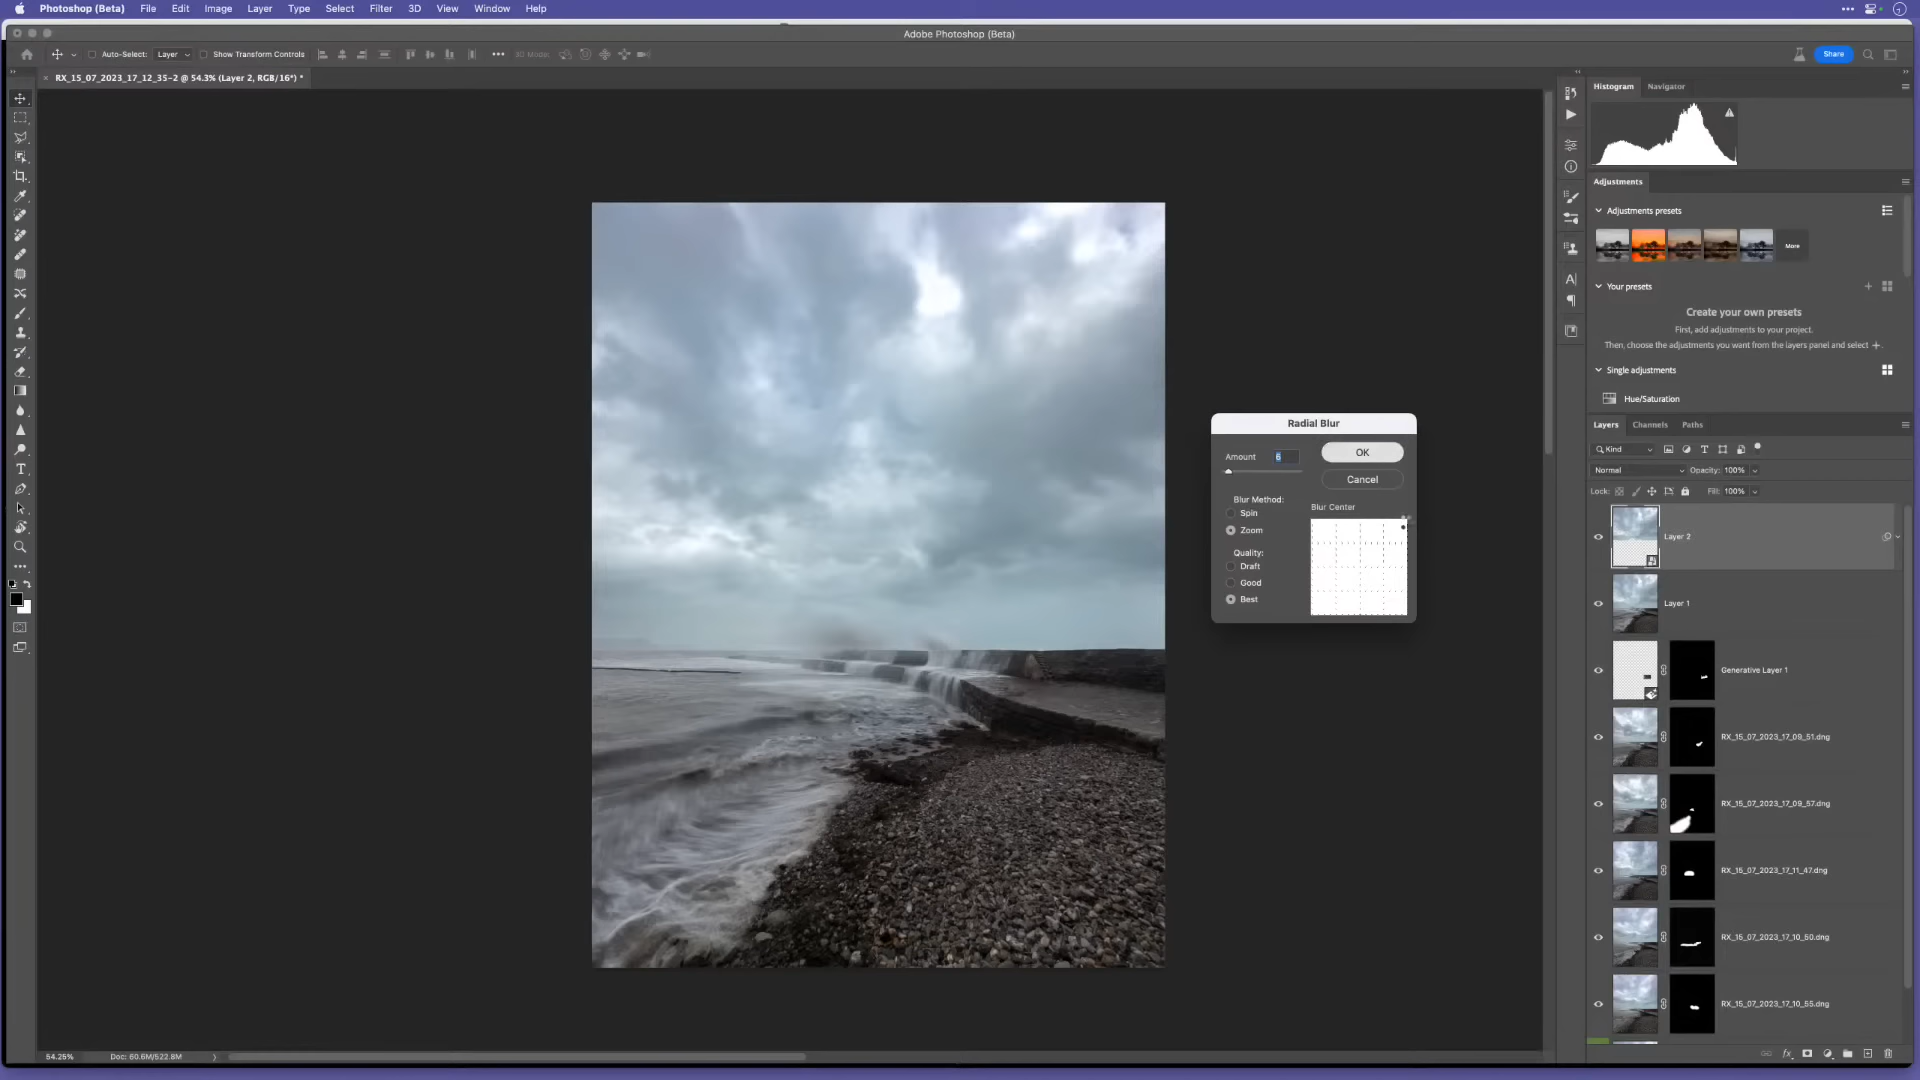 Photoshop (Beta) File Edit Image Layer Type Select Filter 3D View Window Help
Adobe Photoshop (Beta)
Auto-Select: Layer Show Transform Controls ••• 3D Mode: Share
× RX_15_07_2023_17_12_35-2 @ 54.3% (Layer 2, RGB/16*) *
Histogram Navigator
Adjustments
Adjustments presets
More
Your presets
Create your own presets
First, add adjustments to your project.
Then, choose the adjustments you want from the layers panel and select +.
Single adjustments
Hue/Saturation
Radial Blur
Amount 6 OK
Cancel
Blur Method:
Spin
Zoom
Quality:
Draft
Good
Best
Blur Center
Layers Channels Paths
Kind
Normal Opacity: 100%
Lock: Fill: 100%
Layer 2
Layer 1
Generative Layer 1
RX_15_07_2023_17_09_51.dng
RX_15_07_2023_17_09_57.dng
RX_15_07_2023_17_11_47.dng
RX_15_07_2023_17_10_50.dng
RX_15_07_2023_17_10_55.dng
54.25% Doc: 60.6M/522.8M